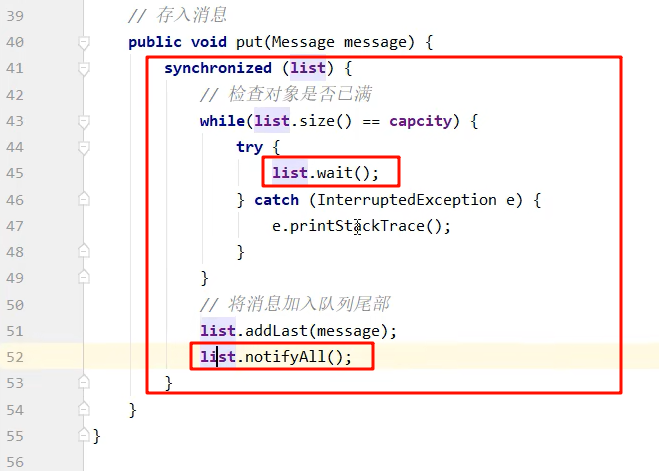 39 // 存入消息
40 public void put(Message message) {
41 synchronized (list) {
42 // 检查对象是否已满
43 while(list.size() == capcity) {
44 try {
45 list.wait();
46 } catch (InterruptedException e) {
47 e.printStackTrace();
48 }
49 }
50 // 将消息加入队列尾部
51 list.addLast(message);
52 list.notifyAll();
53 }
54 }
55 }
56